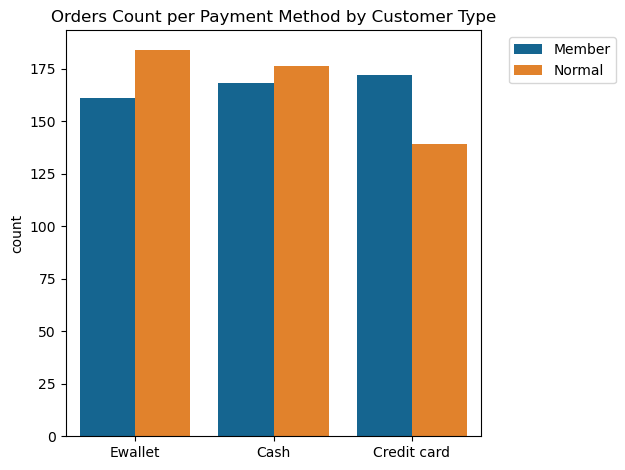 Orders Count per Payment Method by Customer Type
Member
Normal
175
150
125
100
75
50
25
0
count
Ewallet
Cash
Credit card